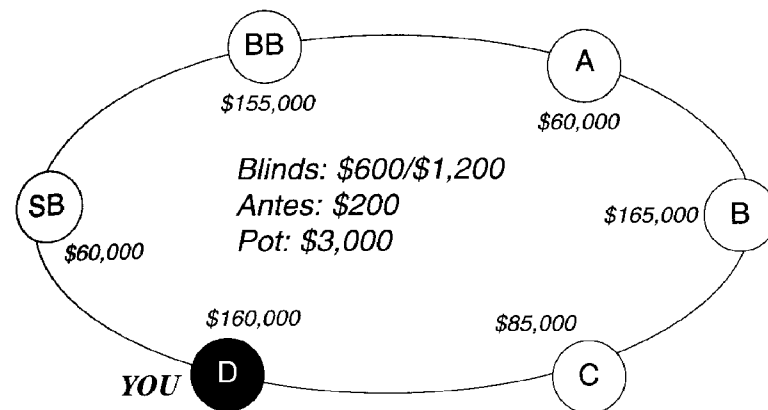 BB
A
$155,000
$60,000
Blinds: $600/$1,200
Antes: $200
Pot: $3,000
SB
$60,000
B
$165,000
$160,000
$85,000
YOU
D
C